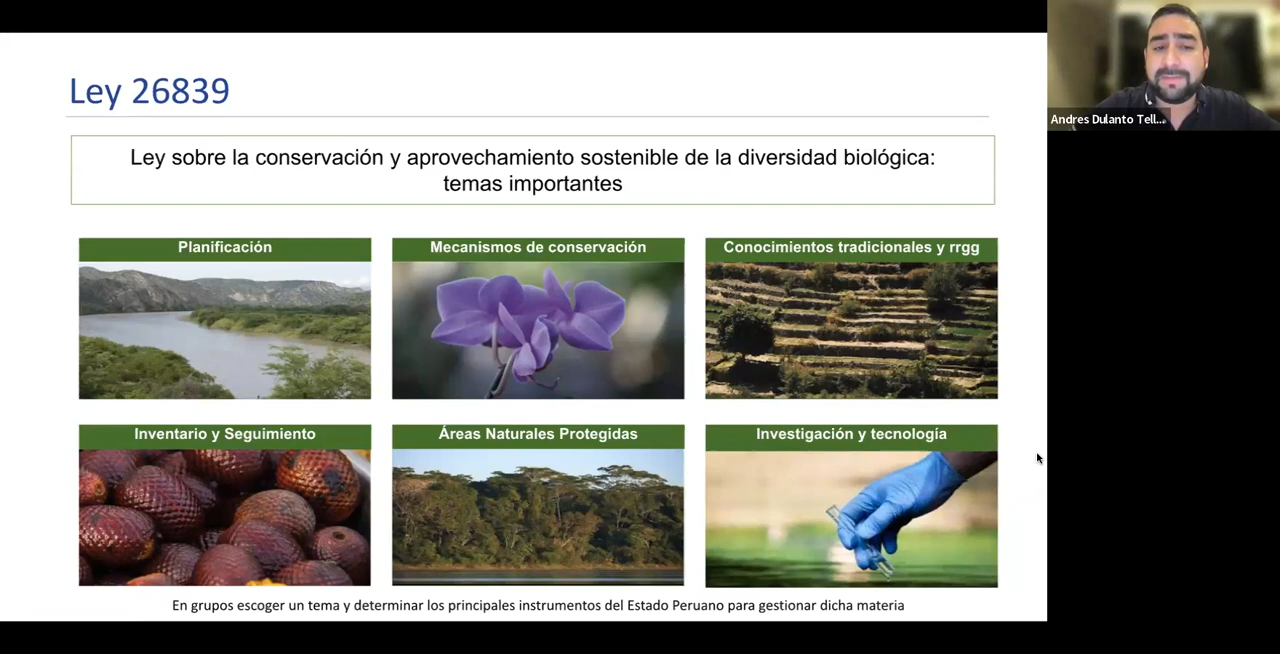 Ley 26839
Ley sobre la conservación y aprovechamiento sostenible de la diversidad biológica:
temas importantes
Planificación
Mecanismos de conservación
Conocimientos tradicionales y rrgg
Inventario y Seguimiento
Áreas Naturales Protegidas
Investigación y tecnología
En grupos escoger un tema y determinar los principales instrumentos del Estado Peruano para gestionar dicha materia
Andres Dulanto Tell...